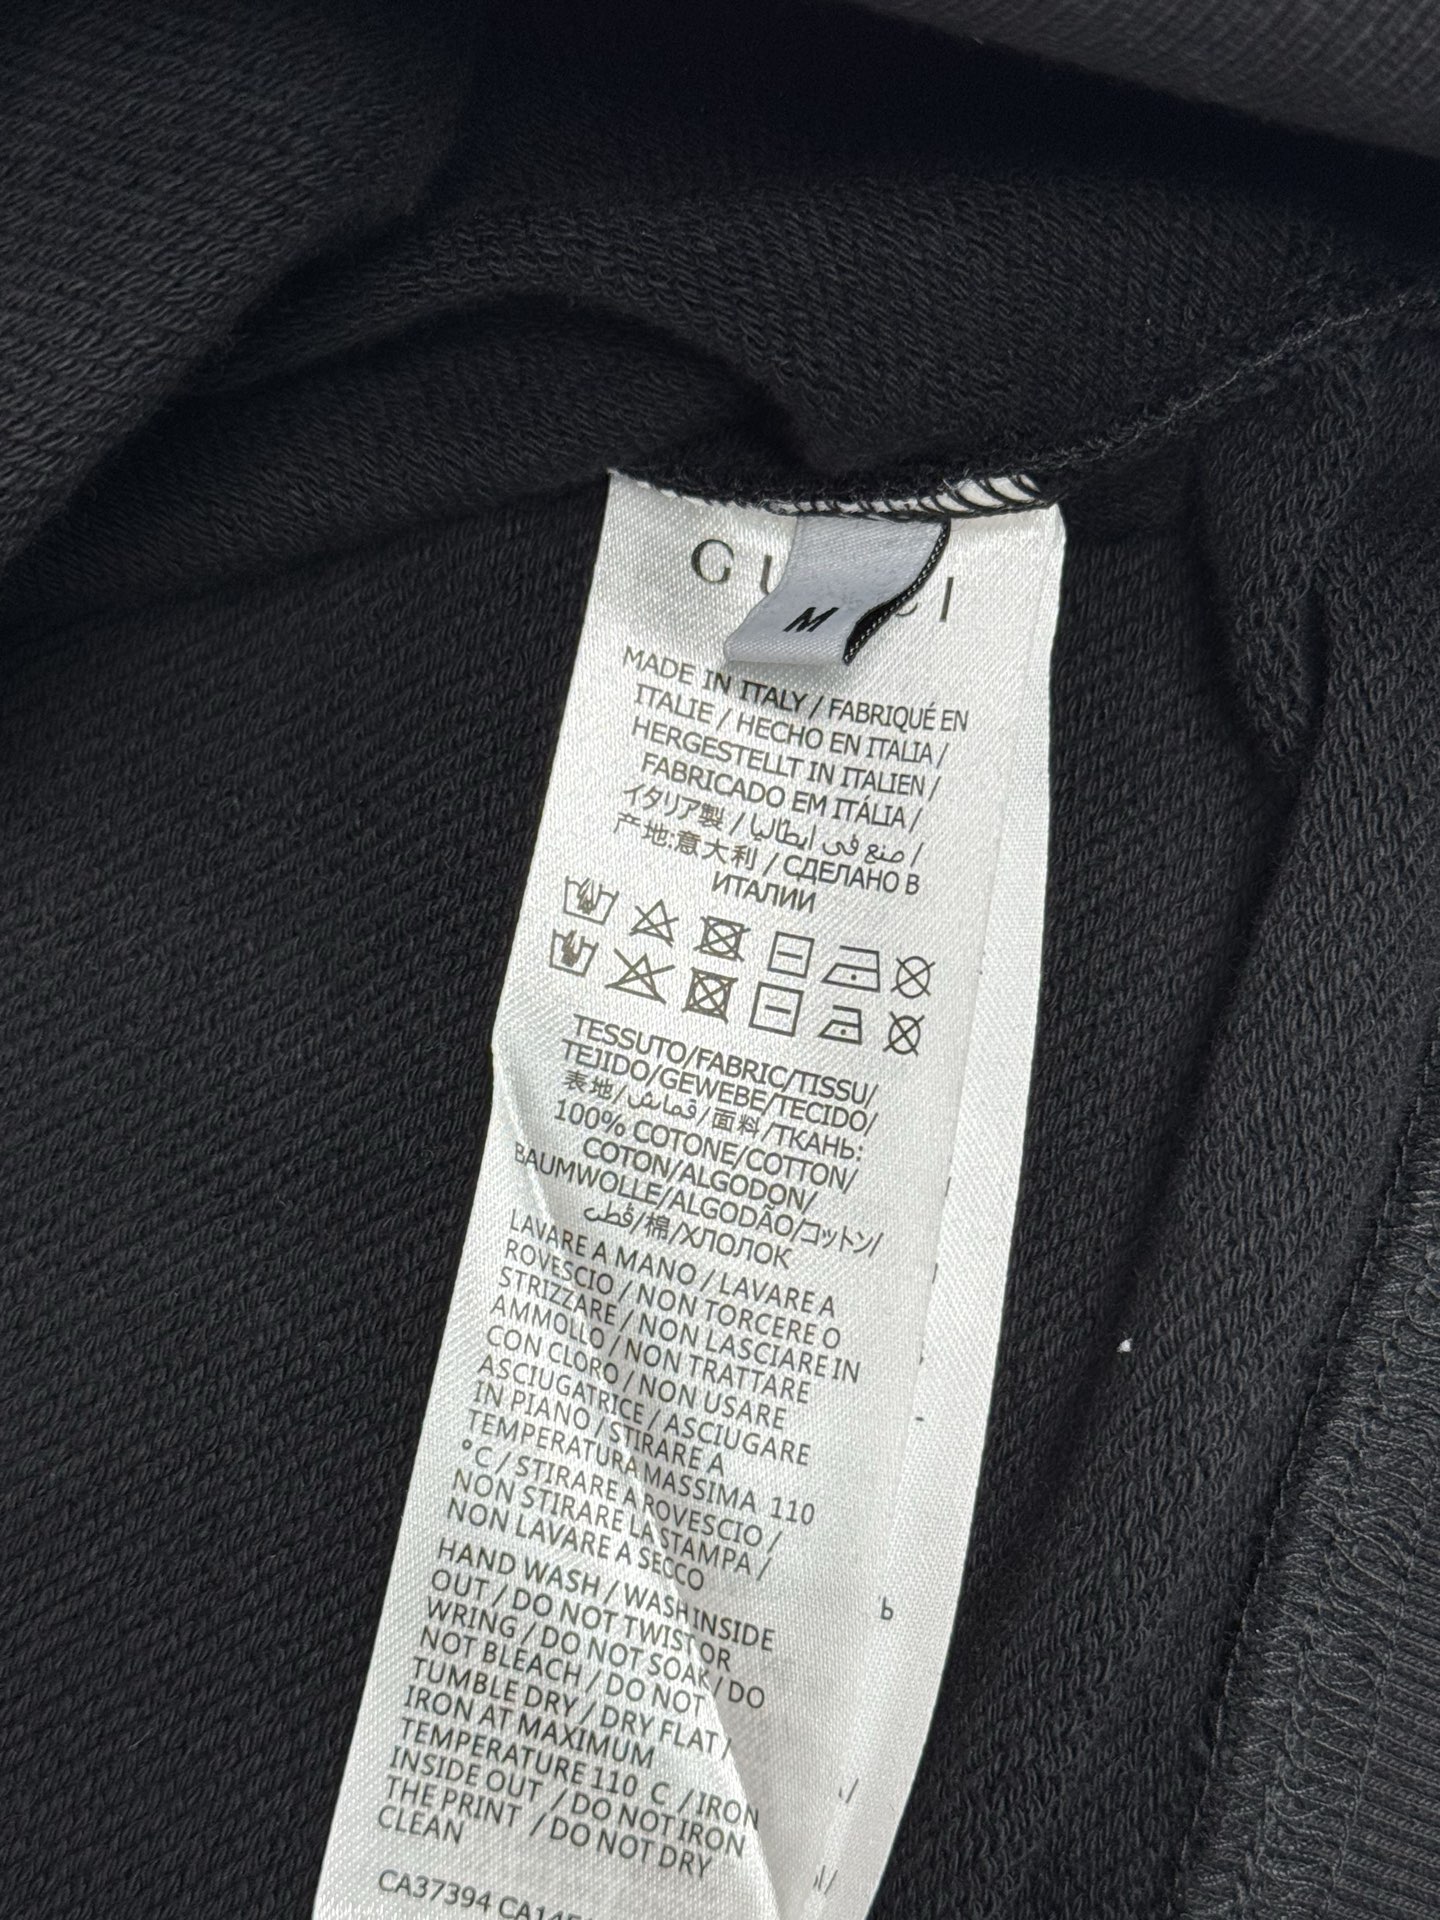 GUCCI
M
MADE IN ITALY / FABRIQUÉ EN
ITALIE / HECHO EN ITALIA /
HERGESTELLT IN ITALIEN /
FABRICADO EM ITÁLIA /
イタリア製 / صنع في ايطاليا /
产地:意大利 / СДЕЛАНО В
ИТАЛИИ
TESSUTO/FABRIC/TISSU/
TEJIDO/GEWEBE/TECIDO/
表地/قماش/面料/ТКАНЬ:
100% COTONE/COTTON/
COTON/ALGODON/
BAUMWOLLE/ALGODÃO/コットン/
قطن/棉/ХЛОПОК
LAVARE A MANO / LAVARE A
ROVESCIO / NON TORCERE O
STRIZZARE / NON LASCIARE IN
AMMOLLO / NON TRATTARE
CON CLORO / NON USARE
ASCIUGATRICE / ASCIUGARE
IN PIANO / STIRARE A
TEMPERATURA MASSIMA 110
°C / STIRARE A ROVESCIO /
NON STIRARE LA STAMPA /
NON LAVARE A SECCO
HAND WASH / WASH INSIDE
OUT / DO NOT TWIST OR
WRING / DO NOT SOAK / DO
NOT BLEACH / DO NOT
TUMBLE DRY / DRY FLAT /
IRON AT MAXIMUM
TEMPERATURE 110 C / IRON
INSIDE OUT / DO NOT IRON
THE PRINT / DO NOT DRY
CLEAN
CA37394